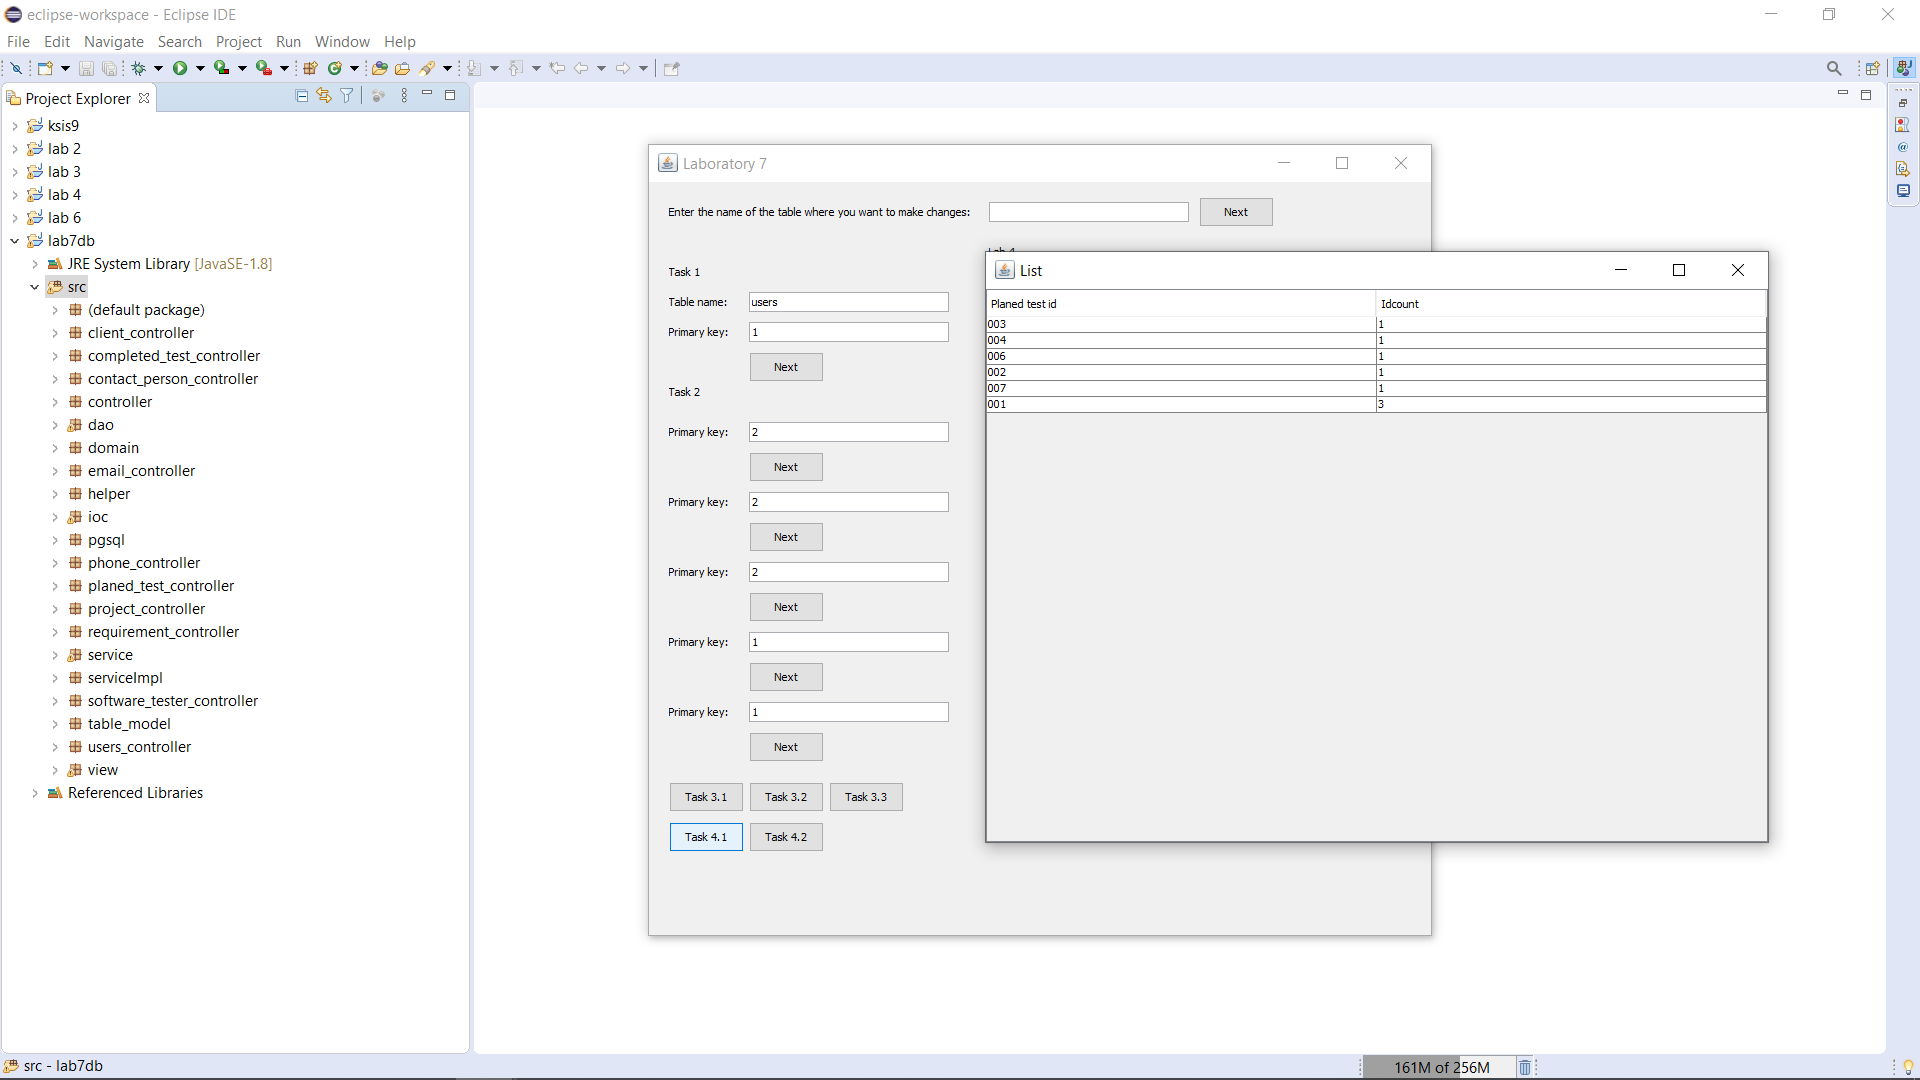 eclipse-workspace - Eclipse IDE
File Edit Navigate Search Project Run Window Help
Project Explorer
ksis9
lab 2
lab 3
lab 4
lab 6
lab7db
JRE System Library [JavaSE-1.8]
src
(default package)
client_controller
completed_test_controller
contact_person_controller
controller
dao
domain
email_controller
helper
ioc
pgsql
phone_controller
planed_test_controller
project_controller
requirement_controller
service
serviceImpl
software_tester_controller
table_model
users_controller
view
Referenced Libraries
Laboratory 7
Enter the name of the table where you want to make changes: Next
Task 1
Table name: users
Primary key: 1
Next
Task 2
Primary key: 2
Next
Primary key: 2
Next
Primary key: 2
Next
Primary key: 1
Next
Primary key: 1
Next
Task 3.1 Task 3.2 Task 3.3
Task 4.1 Task 4.2
List
Planed test id Idcount
003 1
004 1
006 1
002 1
007 1
001 3
src - lab7db
161M of 256M